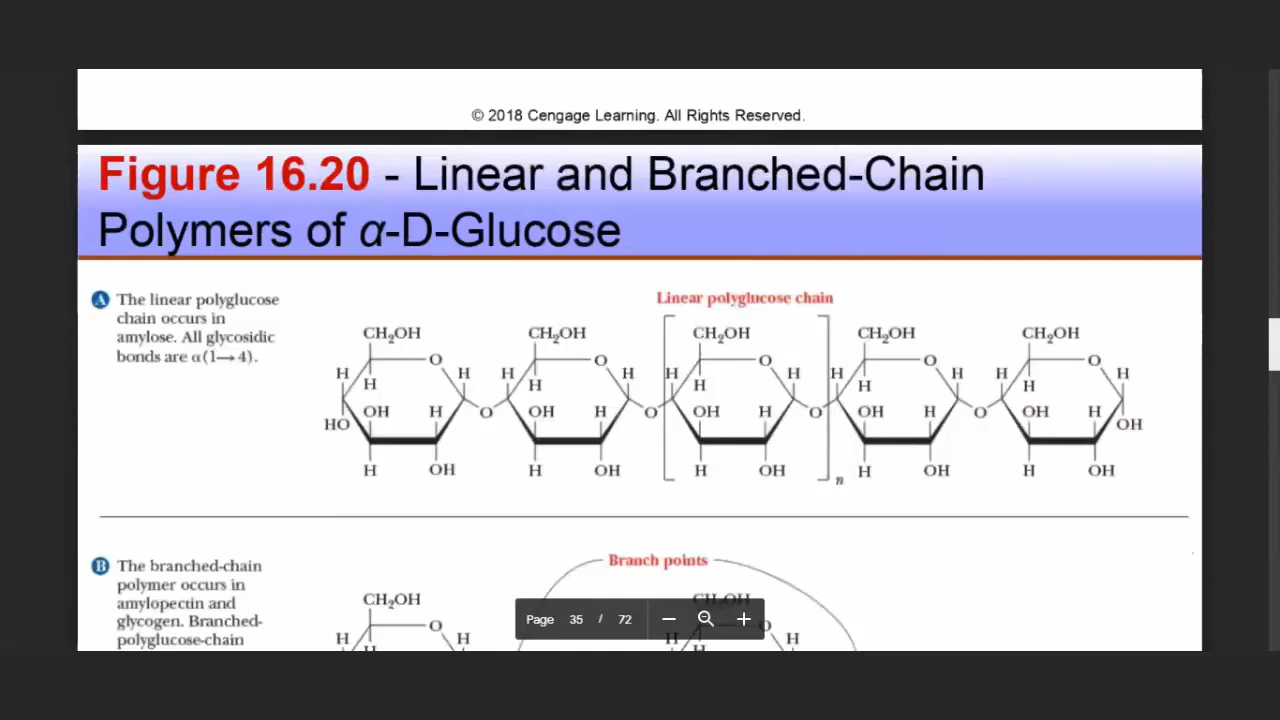 © 2018 Cengage Learning. All Rights Reserved.
Figure 16.20 - Linear and Branched-Chain
Polymers of α-D-Glucose
A The linear polyglucose
chain occurs in
amylose. All glycosidic
bonds are α(1→4).
Linear polyglucose chain
CH₂OH CH₂OH CH₂OH CH₂OH CH₂OH
O O O O O
H H H H H H H H H H
H H H H H
OH H O OH H O OH H O OH H O OH H
HO OH
H OH H OH H OH n H OH H OH
B The branched-chain
polymer occurs in
amylopectin and
glycogen. Branched-
polyglucose-chain
Branch points
CH₂OH CH₂OH
O O
H H H H
H H
Page 35 / 72